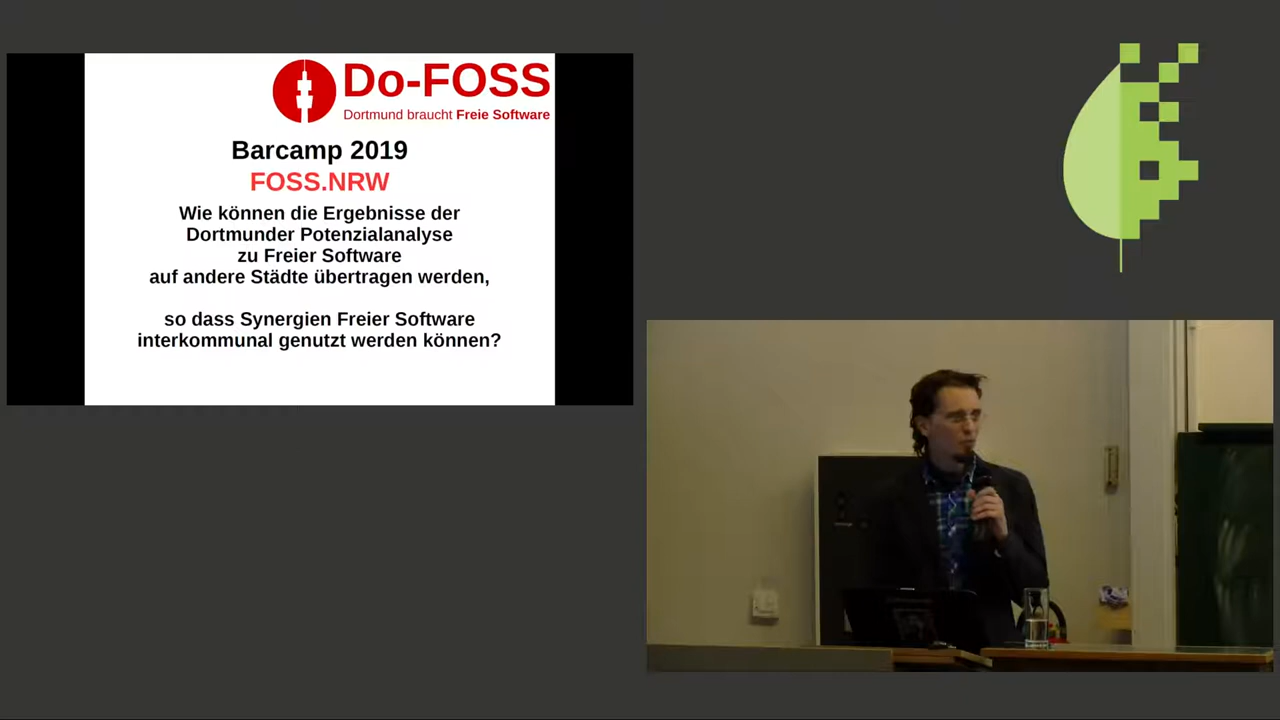 Do-FOSS
Dortmund braucht Freie Software
Barcamp 2019
FOSS.NRW
Wie können die Ergebnisse der
Dortmunder Potenzialanalyse
zu Freier Software
auf andere Städte übertragen werden,
so dass Synergien Freier Software
interkommunal genutzt werden können?